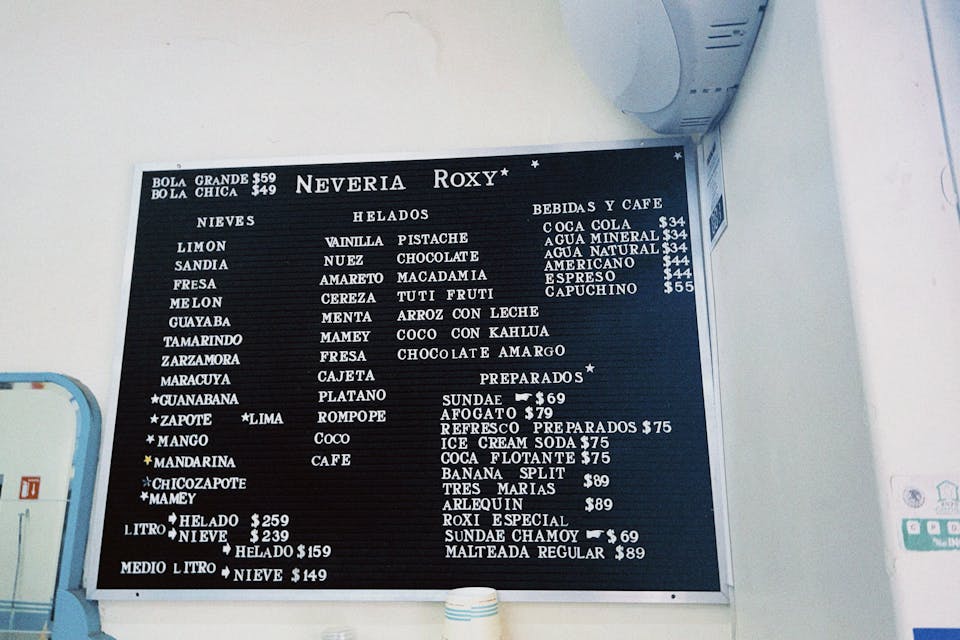 NEVERIA ROXY
BOLA GRANDE $59
BOLA CHICA $49
NIEVES
LIMON
SANDIA
FRESA
MELON
GUAYABA
TAMARINDO
ZARZAMORA
MARACUYA
GUANABANA
ZAPOTE LIMA
MANGO
MANDARINA
CHICOZAPOTE
MAMEY
LITRO HELADO $259
NIEVE $239
MEDIO LITRO HELADO $159
NIEVE $149
HELADOS
VAINILLA PISTACHE
NUEZ CHOCOLATE
AMARETO MACADAMIA
CEREZA TUTI FRUTI
MENTA ARROZ CON LECHE
MAMEY COCO CON KAHLUA
FRESA CHOCOLATE AMARGO
CAJETA
PLATANO
ROMPOPE
COCO
CAFE
BEBIDAS Y CAFE
COCA COLA $34
AGUA MINERAL $34
AGUA NATURAL $34
AMERICANO $44
ESPRESO $44
CAPUCHINO $55
PREPARADOS
SUNDAE $69
AFOGATO $79
REFRESCO PREPARADOS $75
ICE CREAM SODA $75
COCA FLOTANTE $75
BANANA SPLIT
TRES MARIAS $89
ARLEQUIN $89
ROXI ESPECIAL
SUNDAE CHAMOY $69
MALTEADA REGULAR $89